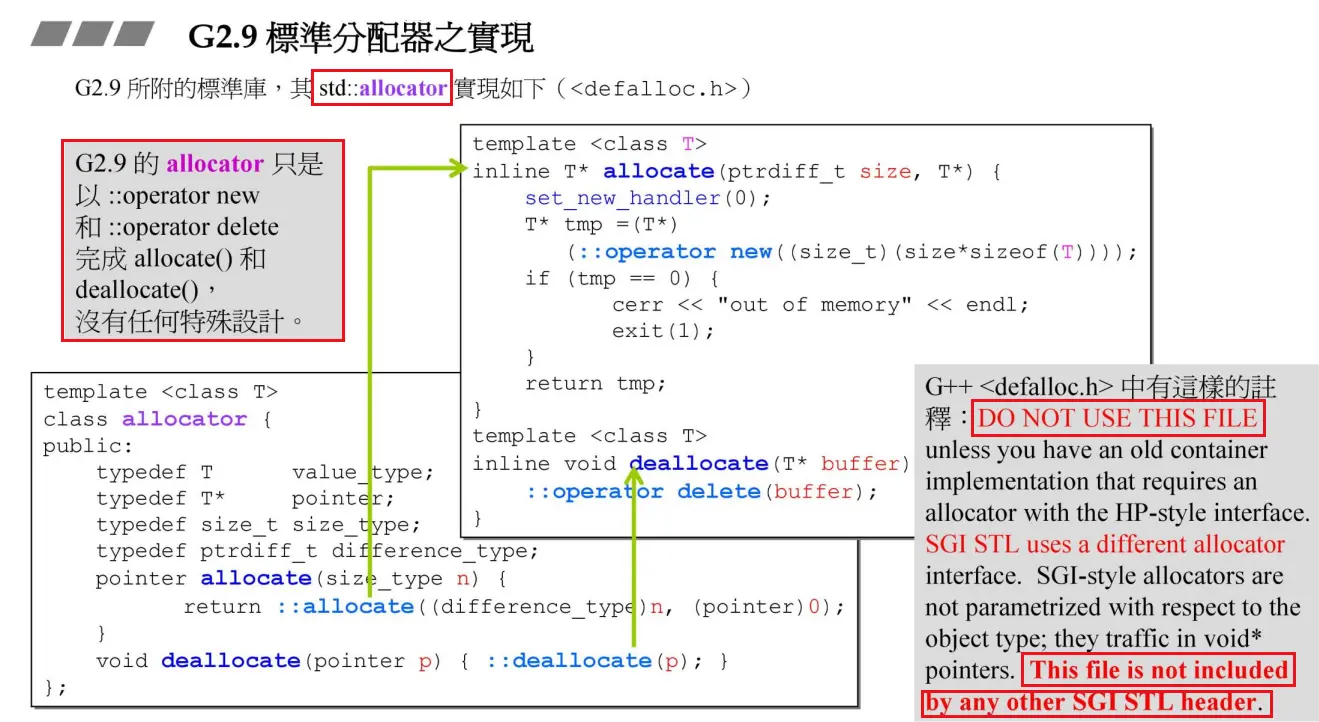 G2.9 標準分配器之實現
G2.9 所附的標準庫，其 std::allocator 實現如下（<defalloc.h>）
G2.9 的 allocator 只是
以 ::operator new
和 ::operator delete
完成 allocate() 和
deallocate()，
沒有任何特殊設計。
template <class T>
inline T* allocate(ptrdiff_t size, T*) {
    set_new_handler(0);
    T* tmp =(T*)
        (::operator new((size_t)(size*sizeof(T))));
    if (tmp == 0) {
        cerr << "out of memory" << endl;
        exit(1);
    }
    return tmp;
}
template <class T>
inline void deallocate(T* buffer)
    ::operator delete(buffer);
}
template <class T>
class allocator {
public:
    typedef T      value_type;
    typedef T*     pointer;
    typedef size_t size_type;
    typedef ptrdiff_t difference_type;
    pointer allocate(size_type n) {
        return ::allocate((difference_type)n, (pointer)0);
    }
    void deallocate(pointer p) { ::deallocate(p); }
};
G++ <defalloc.h> 中有這樣的註
釋：DO NOT USE THIS FILE
unless you have an old container
implementation that requires an
allocator with the HP-style interface.
SGI STL uses a different allocator
interface.  SGI-style allocators are
not parametrized with respect to the
object type; they traffic in void*
pointers.  This file is not included
by any other SGI STL header.